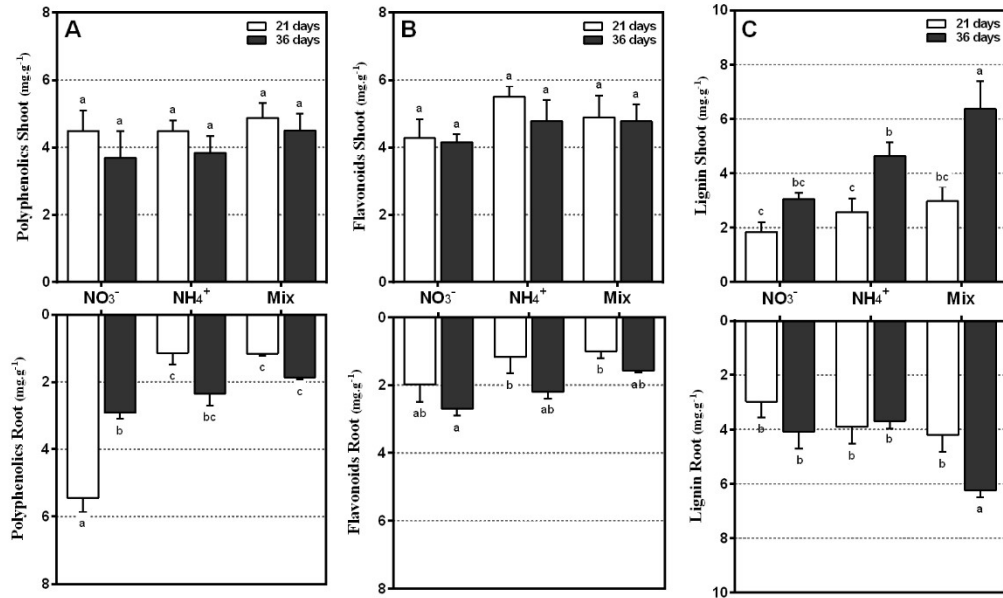 A
21 days
36 days
Polyphenolics Shoot (mg.g⁻¹)
8
6
4
2
0
a
a
a
a
a
a
NO₃⁻
NH₄⁺
Mix
Polyphenolics Root (mg.g⁻¹)
0
2
4
6
8
a
b
c
bc
c
c
B
21 days
36 days
Flavonoids Shoot (mg.g⁻¹)
8
6
4
2
0
a
a
a
a
a
a
NO₃⁻
NH₄⁺
Mix
Flavonoids Root (mg.g⁻¹)
0
2
4
6
8
ab
a
b
ab
b
ab
C
21 days
36 days
Lignin Shoot (mg.g⁻¹)
10
8
6
4
2
0
c
bc
c
b
bc
a
NO₃⁻
NH₄⁺
Mix
Lignin Root (mg.g⁻¹)
0
2
4
6
8
10
b
b
b
b
b
a